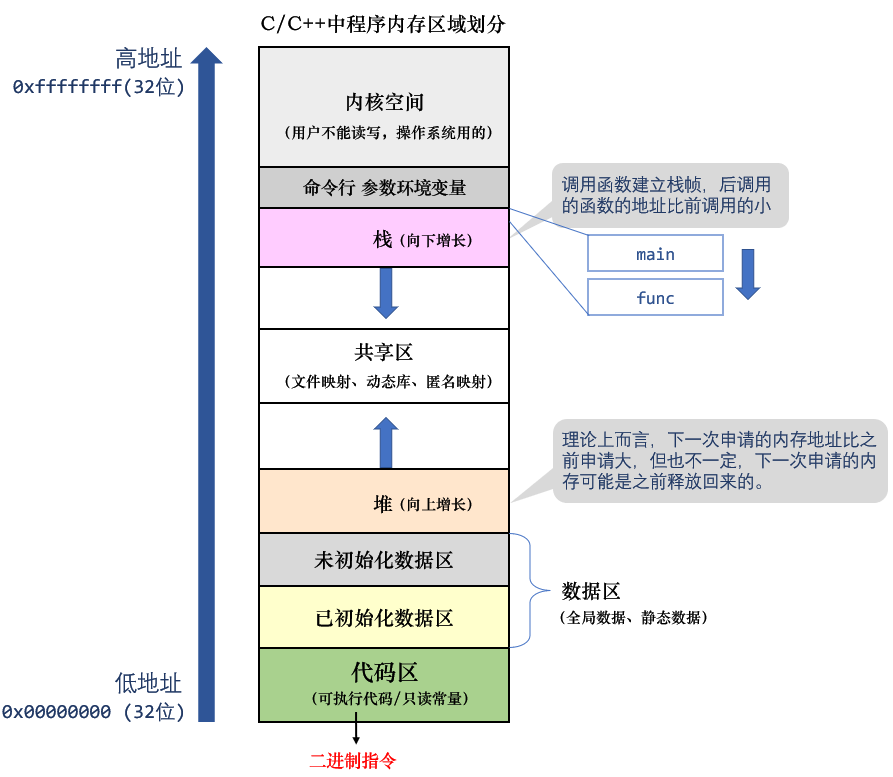 C/C++中程序内存区域划分
高地址
0xffffffff(32位)
内核空间
（用户不能读写，操作系统用的）
命令行 参数环境变量
调用函数建立栈帧，后调用
的函数的地址比前调用的小
栈（向下增长）
main
func
共享区
（文件映射、动态库、匿名映射）
理论上而言，下一次申请的内存地址比之
前申请大，但也不一定，下一次申请的内
存可能是之前释放回来的。
堆（向上增长）
未初始化数据区
数据区
（全局数据、静态数据）
已初始化数据区
代码区
（可执行代码/只读常量）
低地址
0x00000000 (32位)
二进制指令